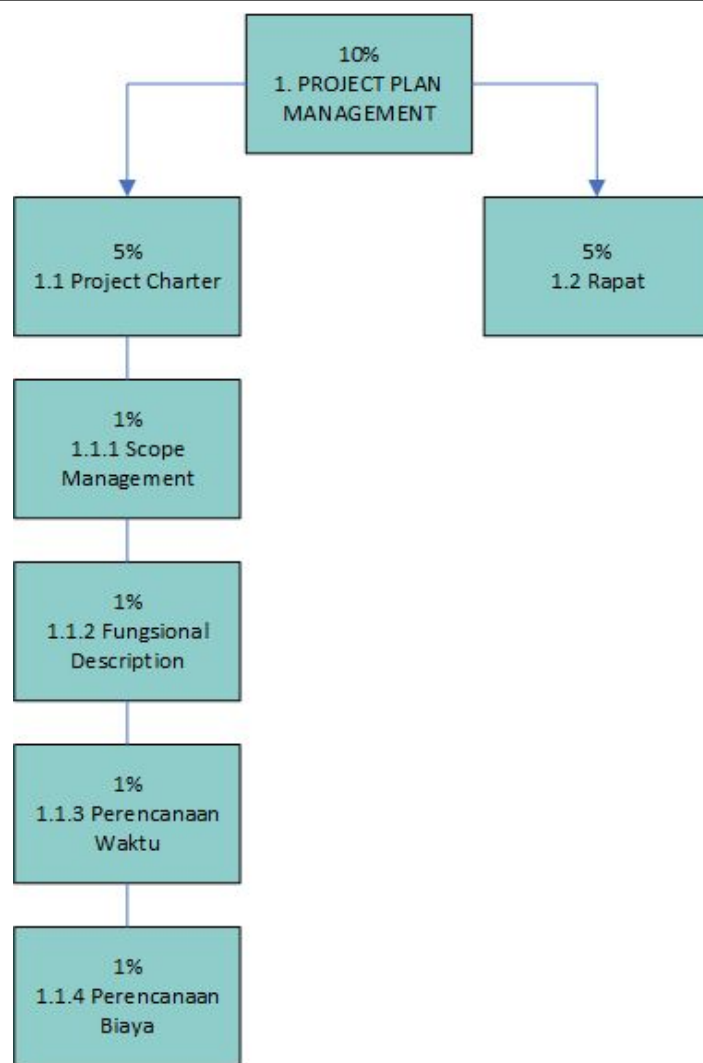 10%
1. PROJECT PLAN
MANAGEMENT
5%
1.1 Project Charter
5%
1.2 Rapat
1%
1.1.1 Scope
Management
1%
1.1.2 Fungsional
Description
1%
1.1.3 Perencanaan
Waktu
1%
1.1.4 Perencanaan
Biaya